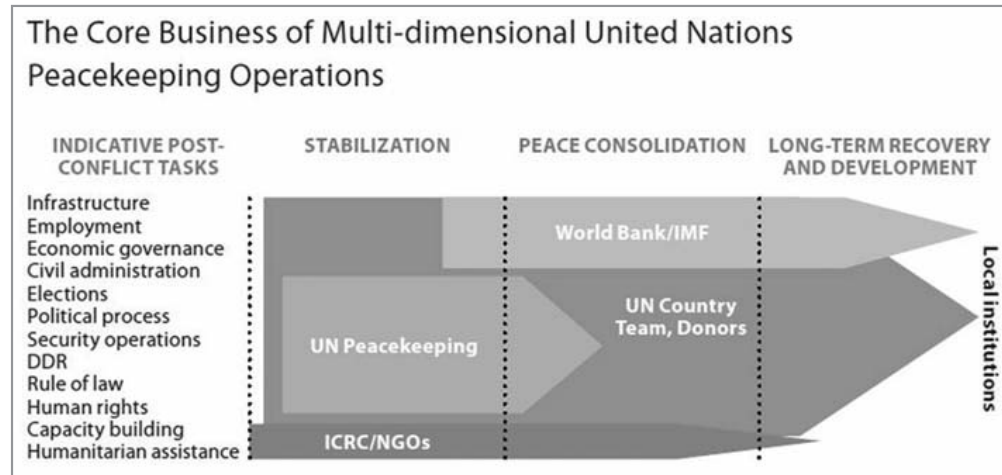 The Core Business of Multi-dimensional United Nations
Peacekeeping Operations
INDICATIVE POST-
CONFLICT TASKS
STABILIZATION
PEACE CONSOLIDATION
LONG-TERM RECOVERY
AND DEVELOPMENT
Infrastructure
Employment
Economic governance
Civil administration
Elections
Political process
Security operations
DDR
Rule of law
Human rights
Capacity building
Humanitarian assistance
World Bank/IMF
UN Peacekeeping
UN Country
Team, Donors
ICRC/NGOs
Local institutions